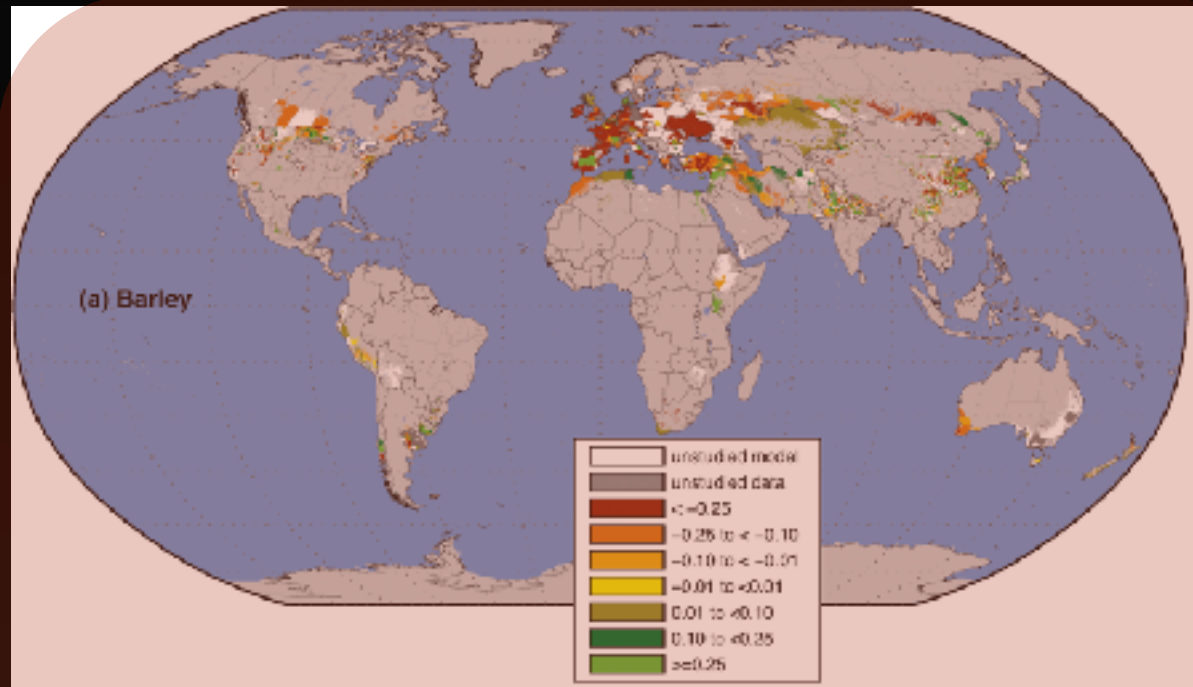 (a) Barley
unstudied model
unstudied data
<-0.25
-0.25 to < -0.10
-0.10 to < -0.01
-0.01 to <0.01
0.01 to <0.10
0.10 to <0.25
>=0.25